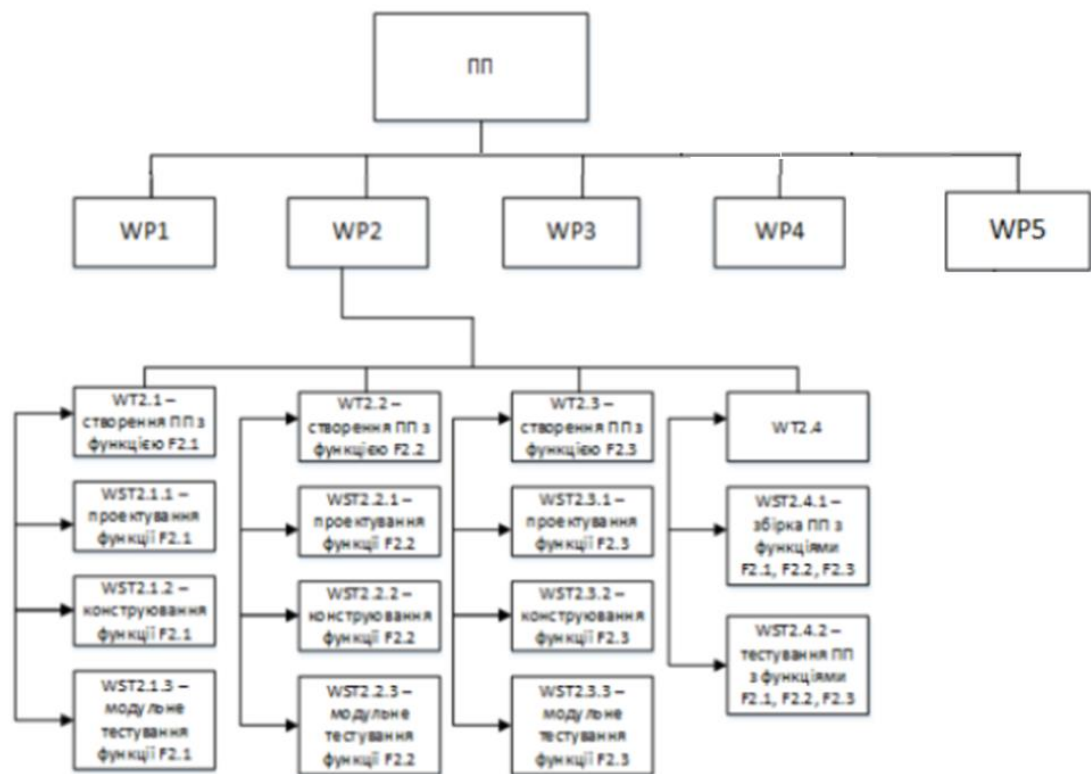 ПП
WP1
WP2
WP3
WP4
WP5
WT2.1 –
створення ПП з
функцією F2.1
WST2.1.1 –
проектування
функції F2.1
WST2.1.2 –
конструювання
функції F2.1
WST2.1.3 –
модульне
тестування
функції F2.1
WT2.2 –
створення ПП з
функцією F2.2
WST2.2.1 –
проектування
функції F2.2
WST2.2.2 –
конструювання
функції F2.2
WST2.2.3 –
модульне
тестування
функції F2.2
WT2.3 –
створення ПП з
функцією F2.3
WST2.3.1 –
проектування
функції F2.3
WST2.3.2 –
конструювання
функції F2.3
WST2.3.3 –
модульне
тестування
функції F2.3
WT2.4
WST2.4.1 –
збірка ПП з
функціями
F2.1, F2.2, F2.3
WST2.4.2 –
тестування ПП
з функціями
F2.1, F2.2, F2.3